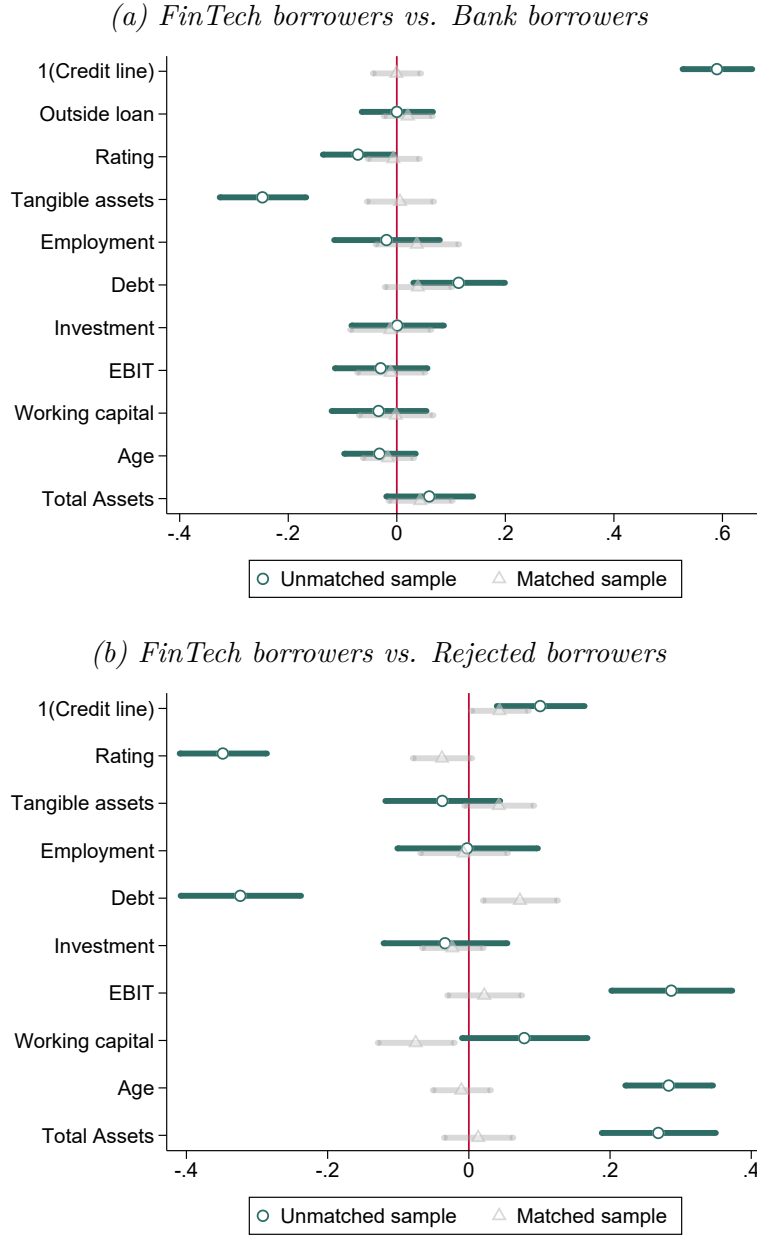 (a) FinTech borrowers vs. Bank borrowers
1(Credit line)
Outside loan
Rating
Tangible assets
Employment
Debt
Investment
EBIT
Working capital
Age
Total Assets
-.4 -.2 0 .2 .4 .6
Unmatched sample Matched sample
(b) FinTech borrowers vs. Rejected borrowers
1(Credit line)
Rating
Tangible assets
Employment
Debt
Investment
EBIT
Working capital
Age
Total Assets
-.4 -.2 0 .2 .4
Unmatched sample Matched sample